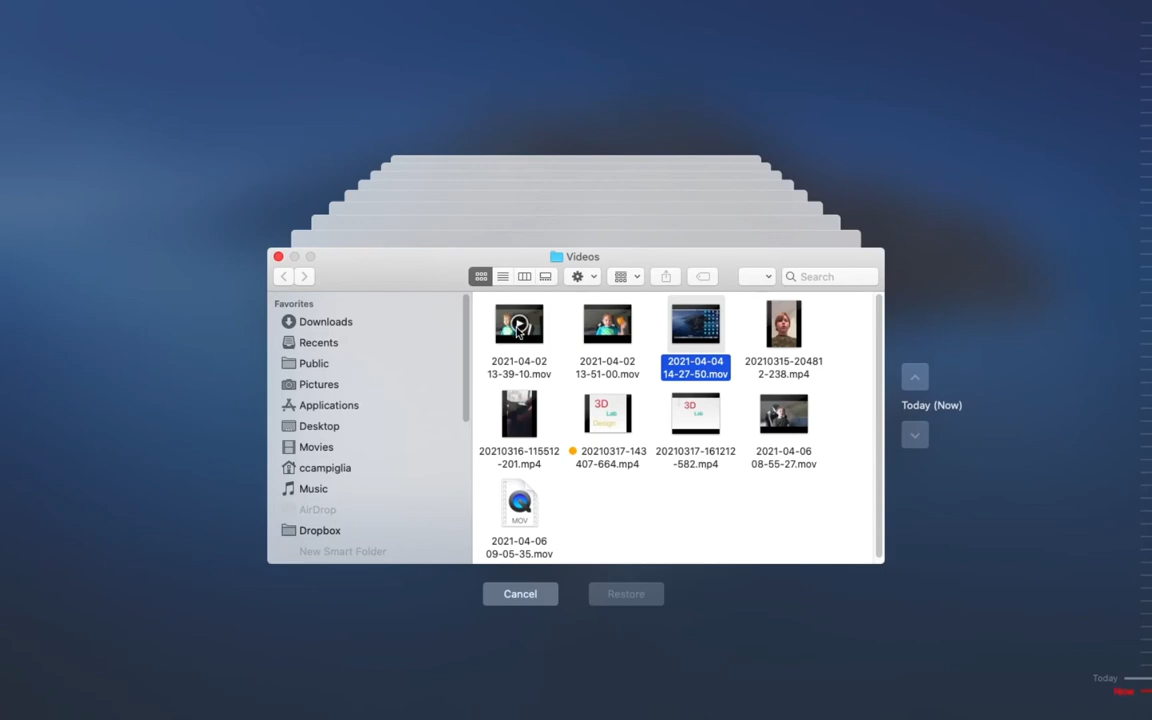 Videos
Search
Favorites
Downloads
Recents
Public
Pictures
Applications
Desktop
Movies
ccampiglia
Music
AirDrop
Dropbox
New Smart Folder
2021-04-02
13-39-10.mov
2021-04-02
13-51-00.mov
2021-04-04
14-27-50.mov
20210315-20481
2-238.mp4
3D
Lab
Design
3D
Lab
20210316-115512
-201.mp4
20210317-143
407-664.mp4
20210317-161212
-582.mp4
2021-04-06
08-55-27.mov
MOV
2021-04-06
09-05-35.mov
Today (Now)
Cancel
Restore
Today
Now